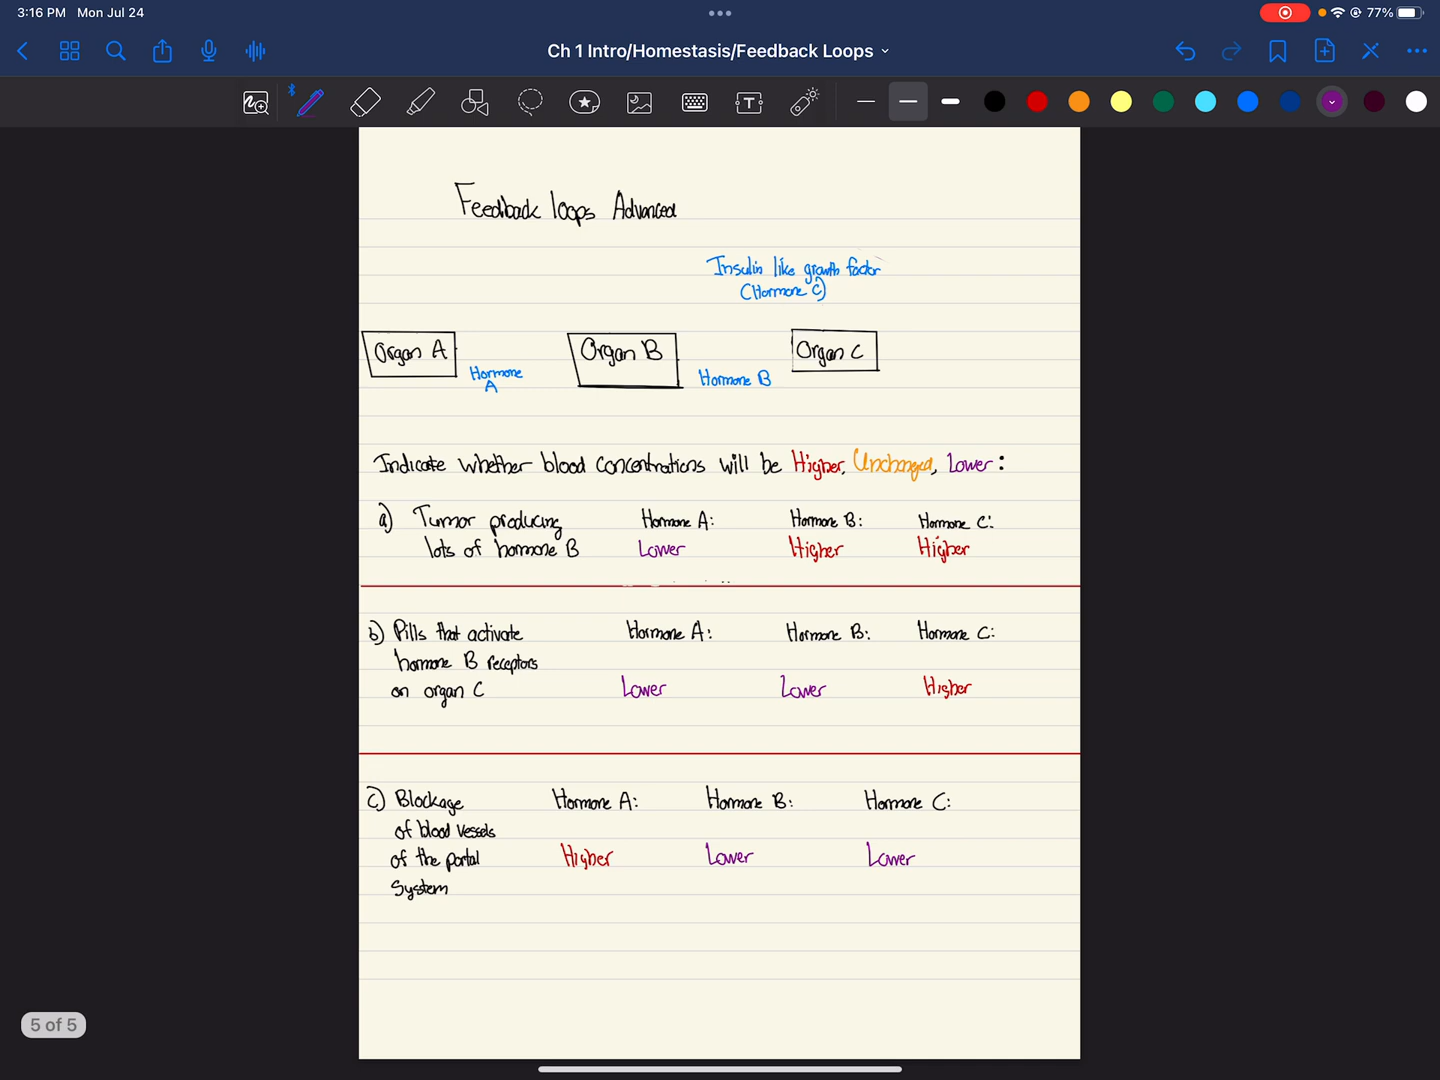 3:16 PM Mon Jul 24
77%
Ch 1 Intro/Homestasis/Feedback Loops
Feedback loops Advanced
Insulin like growth factor
(Hormone C)
Organ A
Organ B
Organ C
Hormone
A
Hormone B
Indicate whether blood concentrations will be Higher, Unchanged, Lower:
a) Tumor producing Hormone A: Hormone B: Hormone C:
lots of hormone B Lower Higher Higher
b) Pills that activate Hormone A: Hormone B: Hormone C:
hormone B receptors
on organ C Lower Lower Higher
c) Blockage Hormone A: Hormone B: Hormone C:
of blood vessels
of the portal Higher Lower Lower
System
5 of 5